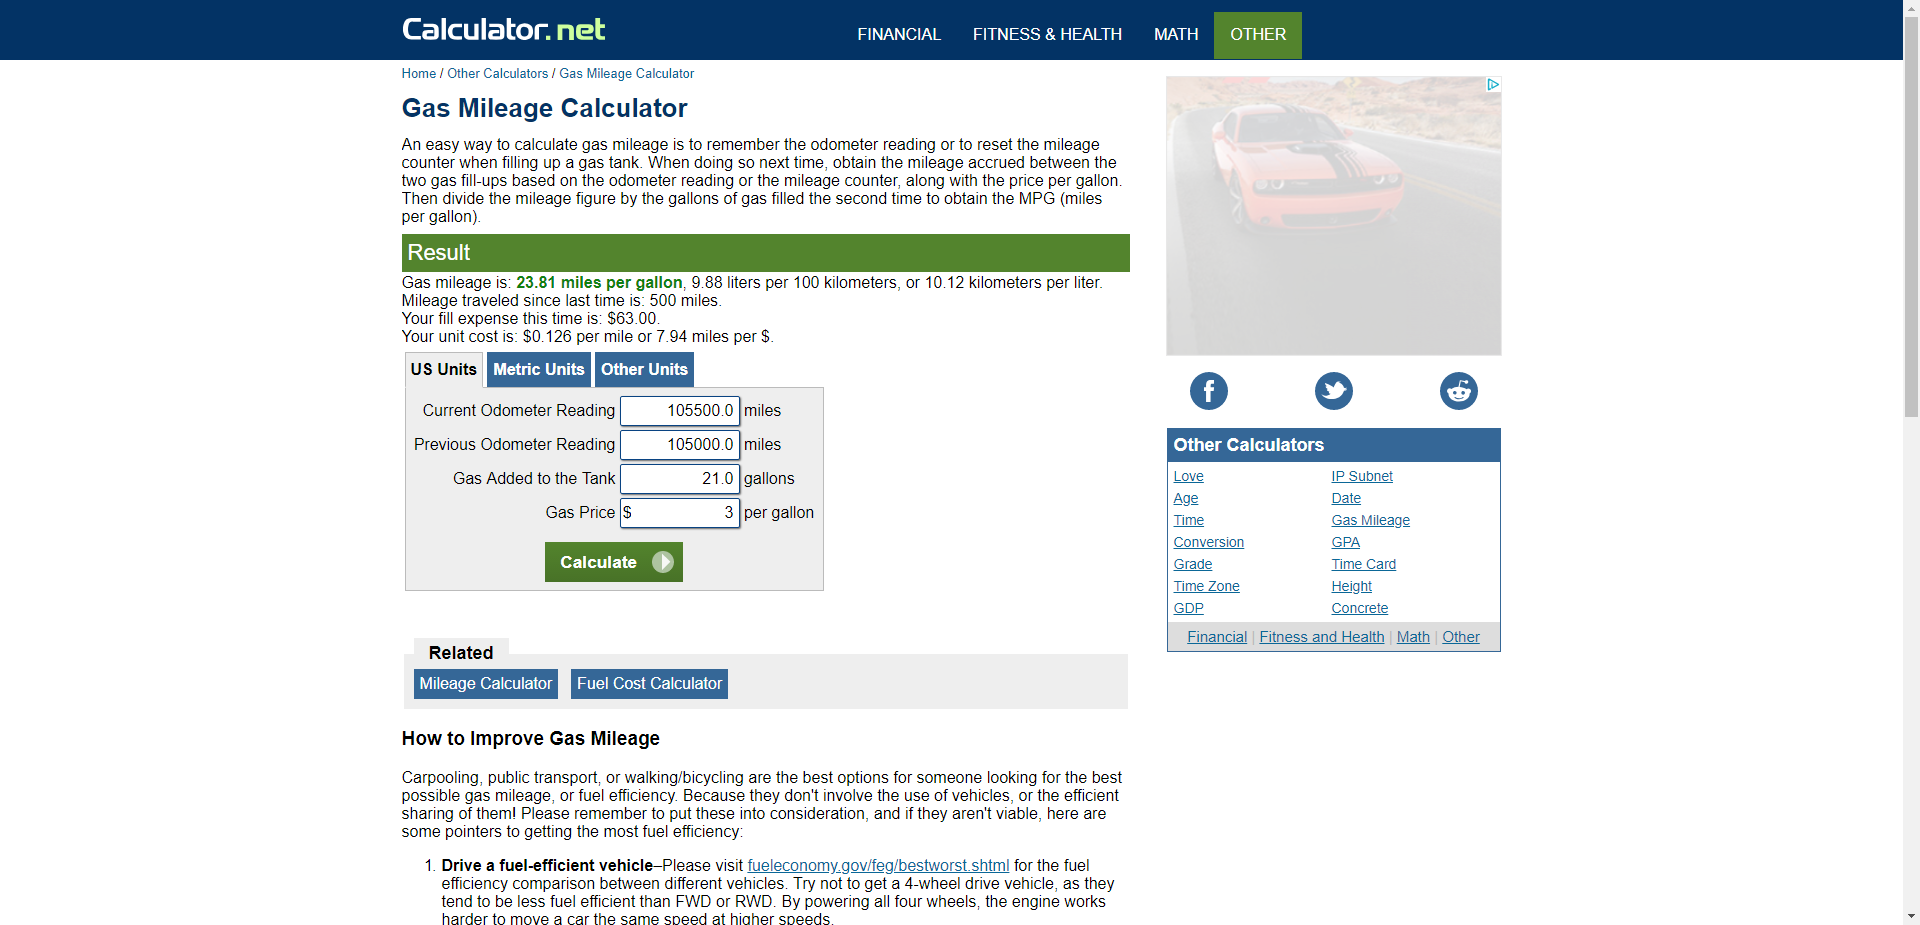 Calculator.net
FINANCIAL FITNESS & HEALTH MATH OTHER
Home / Other Calculators / Gas Mileage Calculator
Gas Mileage Calculator
An easy way to calculate gas mileage is to remember the odometer reading or to reset the mileage
counter when filling up a gas tank. When doing so next time, obtain the mileage accrued between the
two gas fill-ups based on the odometer reading or the mileage counter, along with the price per gallon.
Then divide the mileage figure by the gallons of gas filled the second time to obtain the MPG (miles
per gallon).
Result
Gas mileage is: 23.81 miles per gallon, 9.88 liters per 100 kilometers, or 10.12 kilometers per liter.
Mileage traveled since last time is: 500 miles.
Your fill expense this time is: $63.00.
Your unit cost is: $0.126 per mile or 7.94 miles per $.
US Units Metric Units Other Units
Current Odometer Reading 105500.0 miles
Previous Odometer Reading 105000.0 miles
Gas Added to the Tank 21.0 gallons
Gas Price $ 3 per gallon
Calculate
Related
Mileage Calculator Fuel Cost Calculator
How to Improve Gas Mileage
Carpooling, public transport, or walking/bicycling are the best options for someone looking for the best
possible gas mileage, or fuel efficiency. Because they don't involve the use of vehicles, or the efficient
sharing of them! Please remember to put these into consideration, and if they aren't viable, here are
some pointers to getting the most fuel efficiency:
1. Drive a fuel-efficient vehicle–Please visit fueleconomy.gov/feg/bestworst.shtml for the fuel
efficiency comparison between different vehicles. Try not to get a 4-wheel drive vehicle, as they
tend to be less fuel efficient than FWD or RWD. By powering all four wheels, the engine works
harder to move a car the same speed at higher speeds.
Other Calculators
Love IP Subnet
Age Date
Time Gas Mileage
Conversion GPA
Grade Time Card
Time Zone Height
GDP Concrete
Financial | Fitness and Health | Math | Other